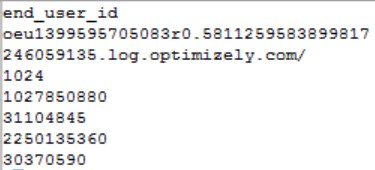 end_user_id
oeu1399595705083r0.5811259583899817
246059135.log.optimizely.com/
1024
1027850880
31104845
2250135360
30370590